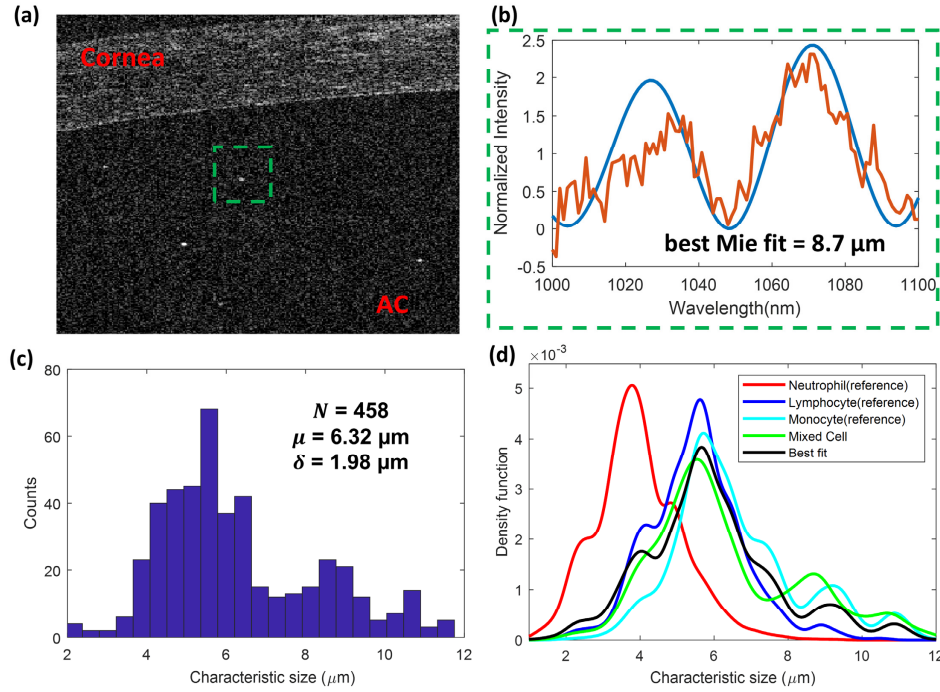 (a)
Cornea
AC
(b)
2.5
2
1.5
1
0.5
0
-0.5
Normalized Intensity
best Mie fit = 8.7 µm
1000 1020 1040 1060 1080 1100
Wavelength(nm)
(c)
80
60
40
20
0
Counts
N = 458
μ = 6.32 µm
δ = 1.98 µm
2 4 6 8 10 12
Characteristic size (μm)
(d)
×10⁻³
5
4
3
2
1
0
Density function
Neutrophil(reference)
Lymphocyte(reference)
Monocyte(reference)
Mixed Cell
Best fit
2 4 6 8 10 12
Characteristic size (μm)